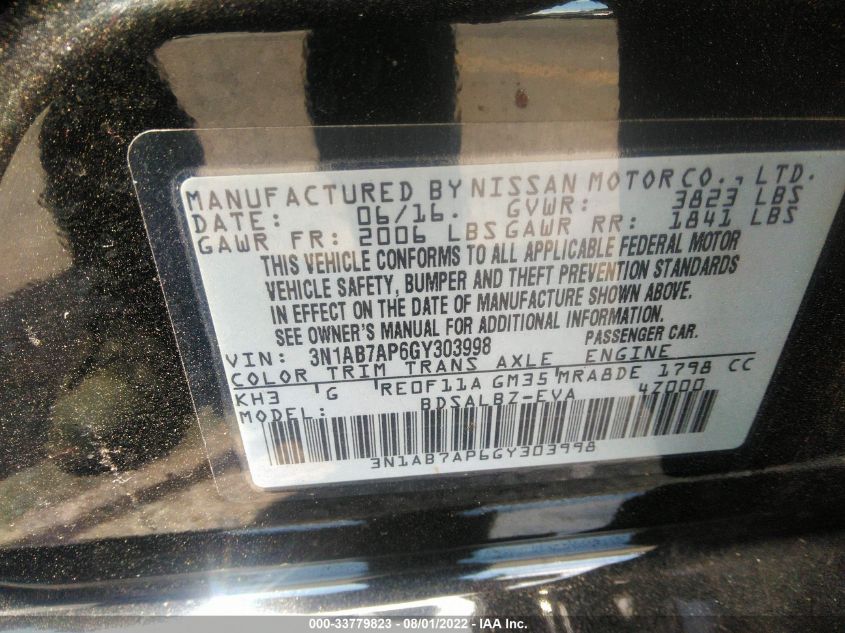 MANUFACTURED BY NISSAN MOTOR CO., LTD.
DATE: 06/16. GVWR: 3823 LBS
GAWR FR: 2006 LBS GAWR RR: 1841 LBS
THIS VEHICLE CONFORMS TO ALL APPLICABLE FEDERAL MOTOR
VEHICLE SAFETY, BUMPER AND THEFT PREVENTION STANDARDS
IN EFFECT ON THE DATE OF MANUFACTURE SHOWN ABOVE.
SEE OWNER'S MANUAL FOR ADDITIONAL INFORMATION.
VIN: 3N1AB7AP6GY303998 PASSENGER CAR.
COLOR TRIM TRANS AXLE ENGINE
KH3 G RE0F11A GM35 MRA8DE 1798 CC
MODEL: BDSALBZ-EVA 4Z000
3N1AB7AP6GY303998
000-33779823 - 08/01/2022 - IAA Inc.